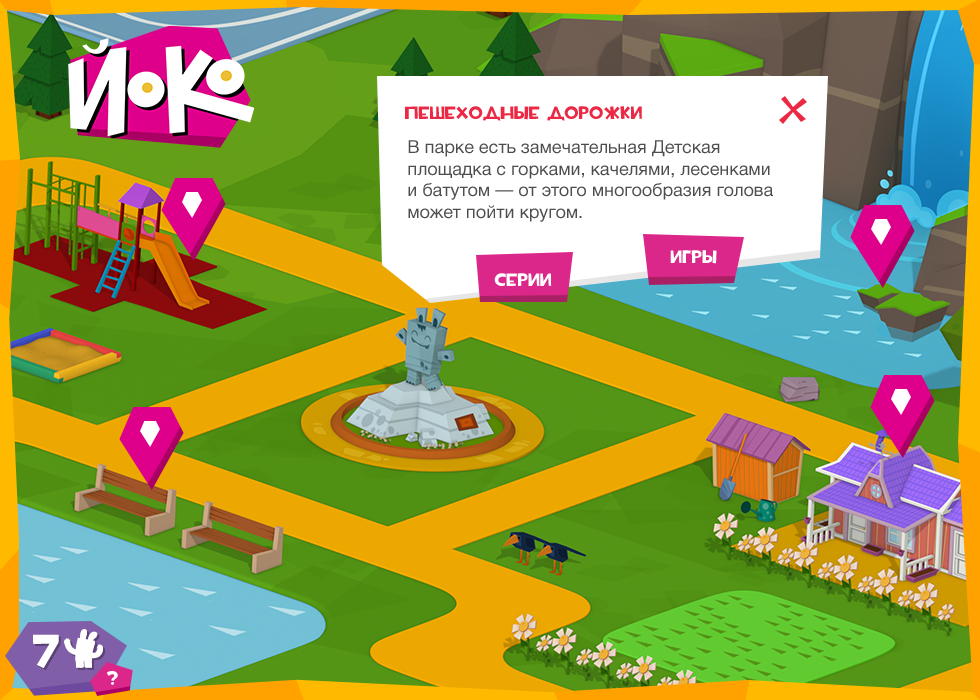 ЙОКО
ПЕШЕХОДНЫЕ ДОРОЖКИ
В парке есть замечательная Детская
площадка с горками, качелями, лесенками
и батутом — от этого многообразия голова
может пойти кругом.
СЕРИИ
ИГРЫ
7
?